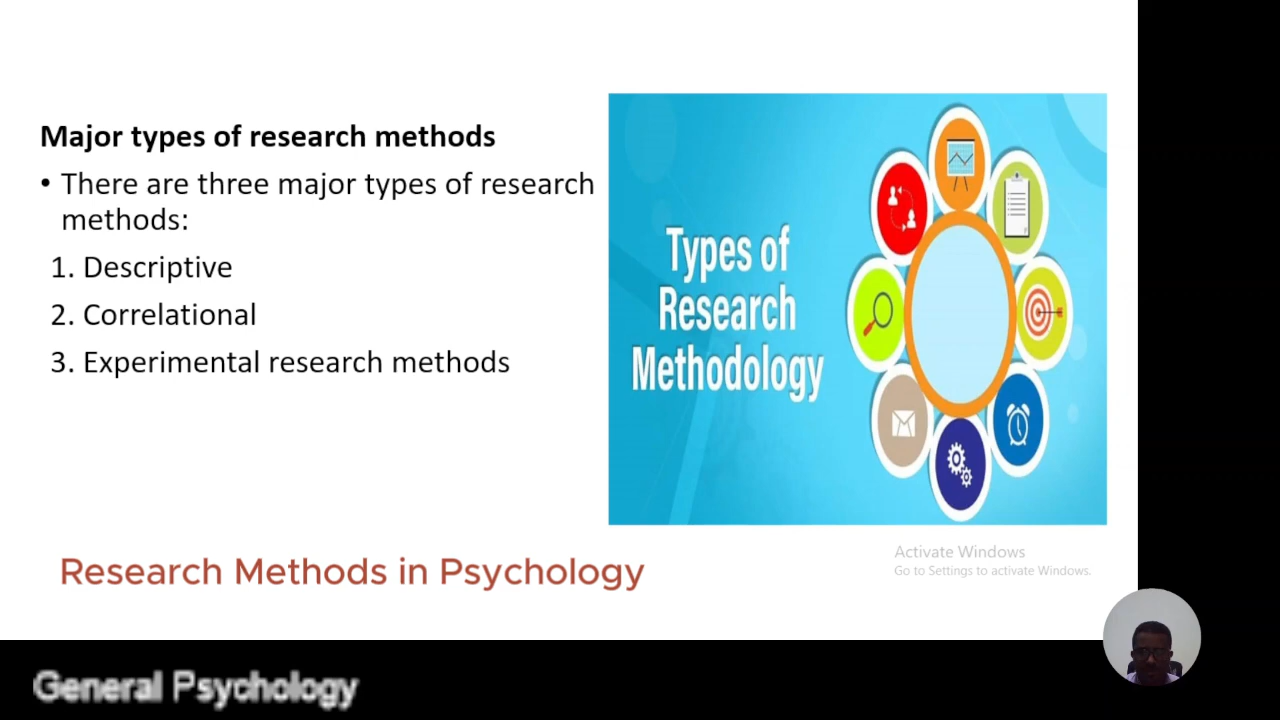 Major types of research methods
• There are three major types of research
methods:
1. Descriptive
2. Correlational
3. Experimental research methods
Types of
Research
Methodology
Research Methods in Psychology
Activate Windows
Go to Settings to activate Windows.
General Psychology